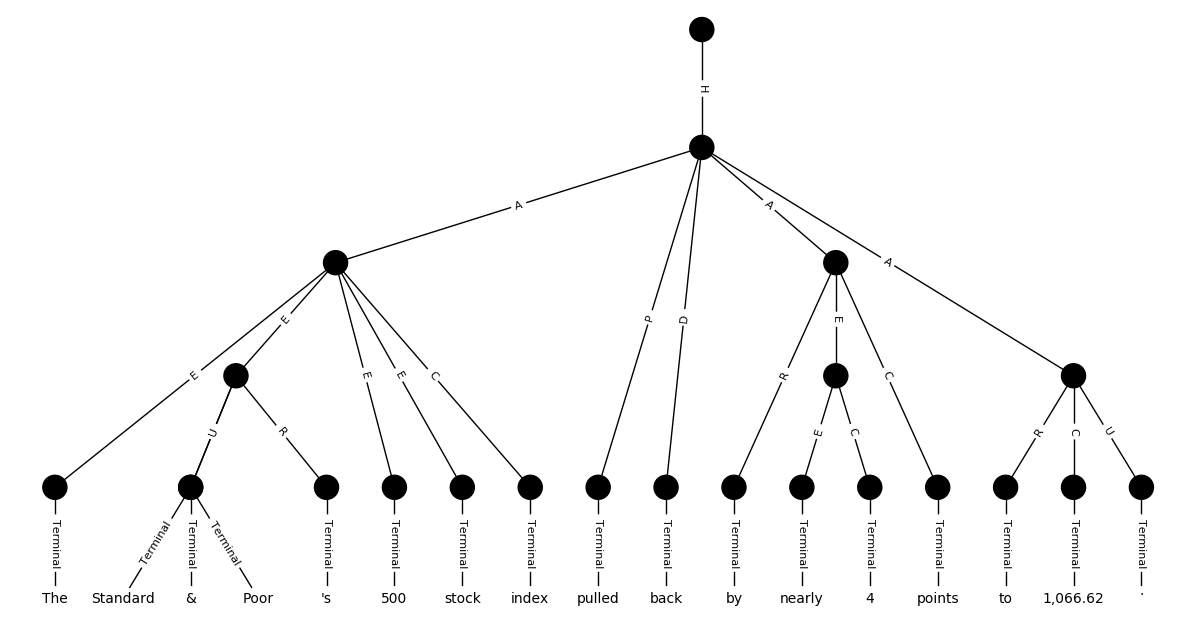 H
A A A
P D
E E E E C R E C
U R E C R C U
Terminal Terminal Terminal Terminal Terminal Terminal Terminal Terminal Terminal Terminal Terminal Terminal Terminal Terminal Terminal Terminal Terminal
The Standard & Poor 's 500 stock index pulled back by nearly 4 points to 1,066.62 .